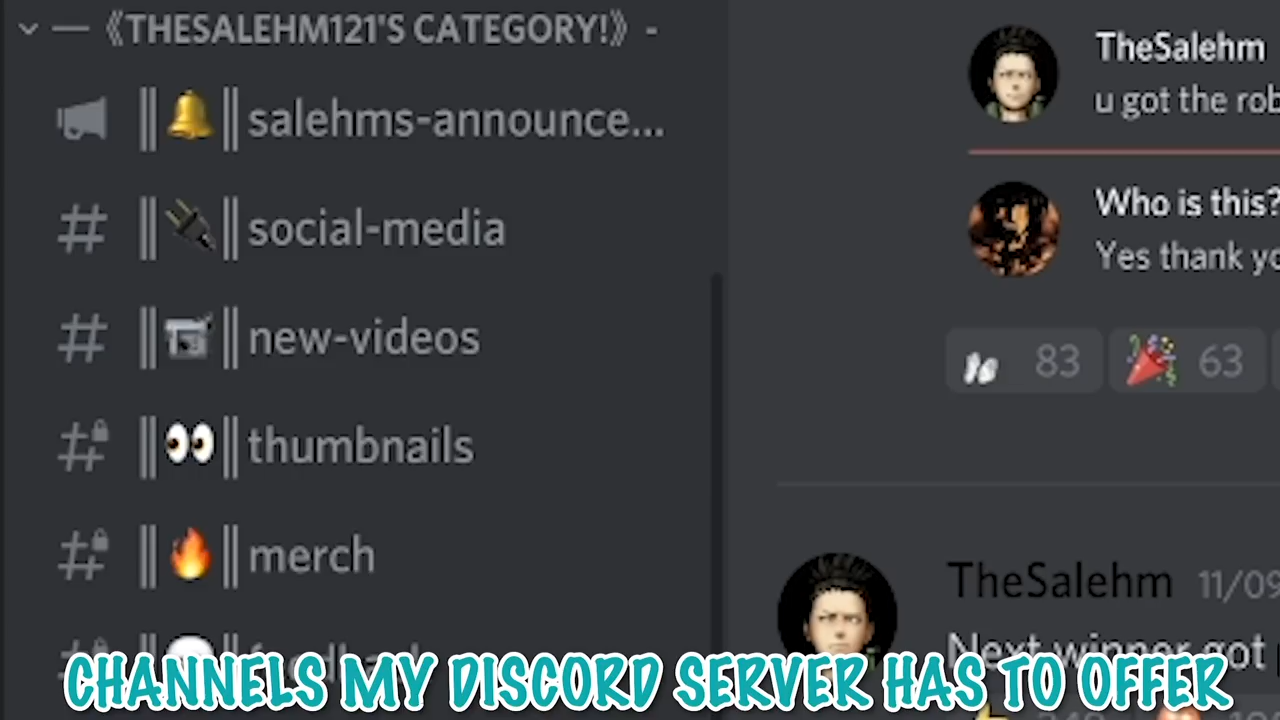 — 《THESALEHM121'S CATEGORY!》 -
salehms-announce...
social-media
new-videos
thumbnails
merch
TheSalehm
u got the rob
Who is this?
Yes thank yo
83 63
TheSalehm 11/09
Next winner got
CHANNELS MY DISCORD SERVER HAS TO OFFER